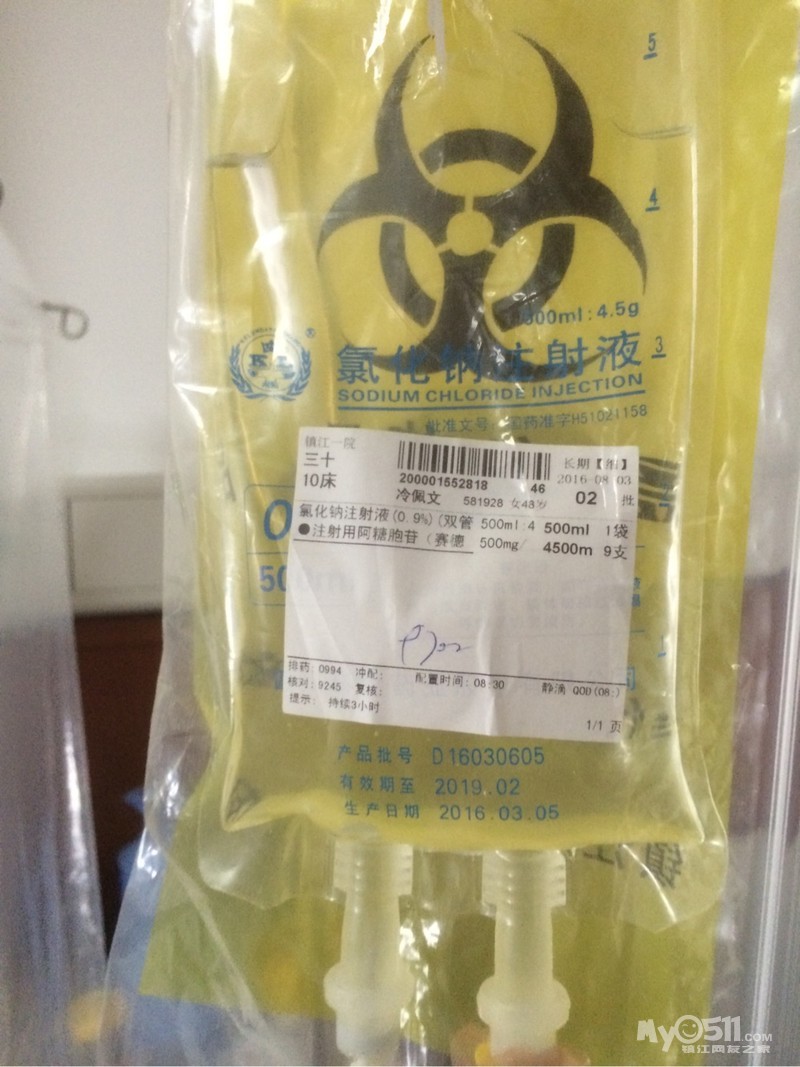 5
4
500ml:4.5g
3
氯化钠注射液
SODIUM CHLORIDE INJECTION
批准文号:国药准字H51021158
镇江一院
三十
10床
200001552818
46
长期【组】
2016-08-03
冷佩文 581928 女48岁 02 批
氯化钠注射液(0.9%)(双管 500ml:4 500ml 1袋
●注射用阿糖胞苷(赛德 500mg/ 4500m 9支
排药:0994 冲配: 配置时间:08:30 静滴 QOD(08:)
核对:9245 复核:
提示: 持续3小时
1/1 页
1
产品批号 D16030605
有效期至 2019.02
生产日期 2016.03.05
My0511.COM
镇江网友之家